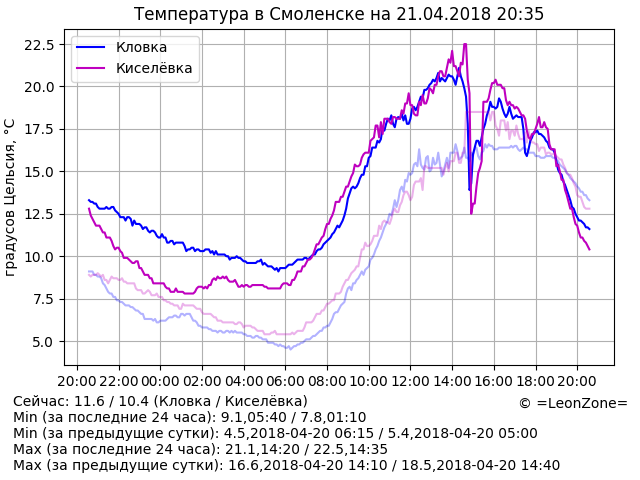 Температура в Смоленске на 21.04.2018 20:35
градусов Цельсия, °C
22.5
20.0
17.5
15.0
12.5
10.0
7.5
5.0
Кловка
Киселёвка
20:00 22:00 00:00 02:00 04:00 06:00 08:00 10:00 12:00 14:00 16:00 18:00 20:00
Сейчас: 11.6 / 10.4 (Кловка / Киселёвка)
© =LeonZone=
Min (за последние 24 часа): 9.1,05:40 / 7.8,01:10
Min (за предыдущие сутки): 4.5,2018-04-20 06:15 / 5.4,2018-04-20 05:00
Max (за последние 24 часа): 21.1,14:20 / 22.5,14:35
Max (за предыдущие сутки): 16.6,2018-04-20 14:10 / 18.5,2018-04-20 14:40